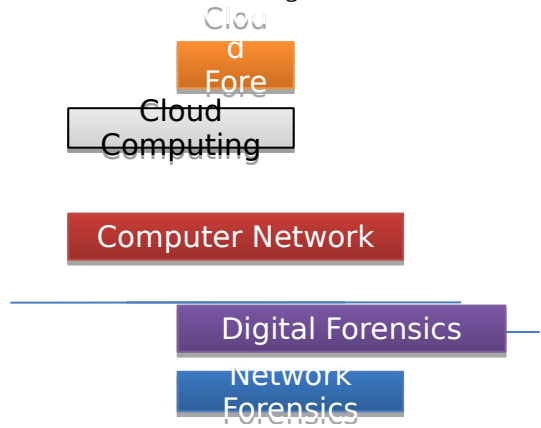 Clou
d
Fore
Cloud
Computing
Computer Network
Digital Forensics
Network
Forensics